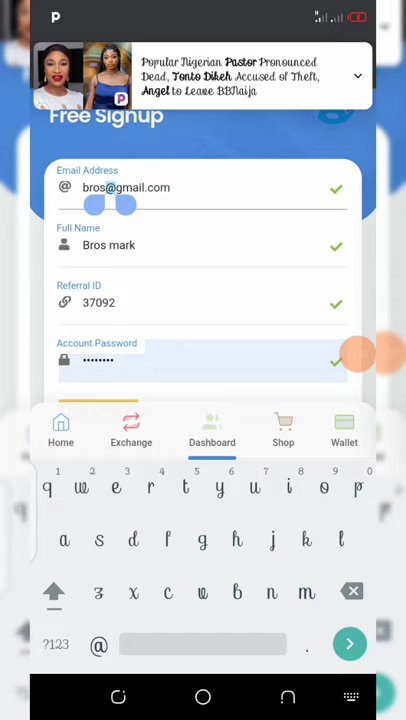 Popular Nigerian Pastor Pronounced
Dead, Tonto Dikeh Accused of Theft,
Angel to Leave BBNaija
Free Signup
Email Address
@ bros@gmail.com
Full Name
Bros mark
Referral ID
37092
Account Password
••••••••
Home Exchange Dashboard Shop Wallet
1 2 3 4 5 6 7 8 9 0
q w e r t y u i o p
a s d f g h j k l
z x c v b n m
?123 @ .